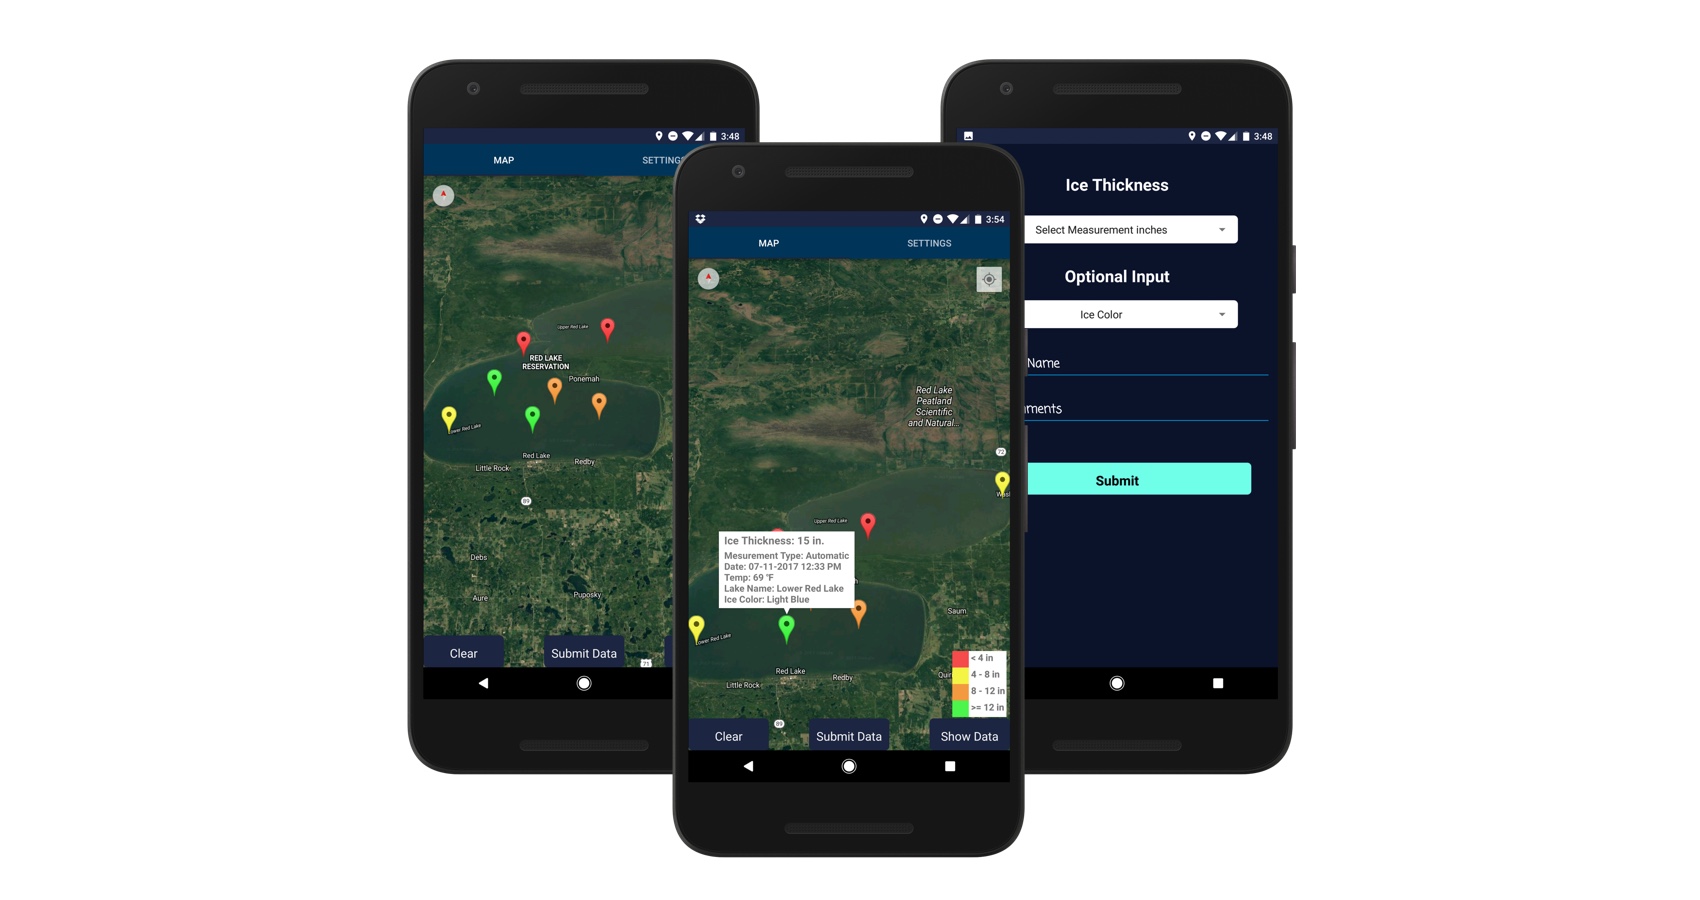 3:48
MAP
SETTINGS
Upper Red Lake
RED LAKE
RESERVATION
Ponemah
Lower Red Lake
Red Lake
Little Rock
Redby
89
Debs
Aure
Puposky
71
Clear
Submit Data
3:54
MAP
SETTINGS
Red Lake
Peatland
Scientific
and Natural...
72
Upper Red Lake
Ice Thickness: 15 in.
Mesurement Type: Automatic
Date: 07-11-2017 12:33 PM
Temp: 69 °F
Lake Name: Lower Red Lake
Ice Color: Light Blue
Saum
Lower Red Lake
Red Lake
Little Rock
Redby
89
< 4 in
4 - 8 in
8 - 12 in
>= 12 in
Clear
Submit Data
Show Data
3:48
Ice Thickness
Select Measurement inches
Optional Input
Ice Color
Name
ments
Submit